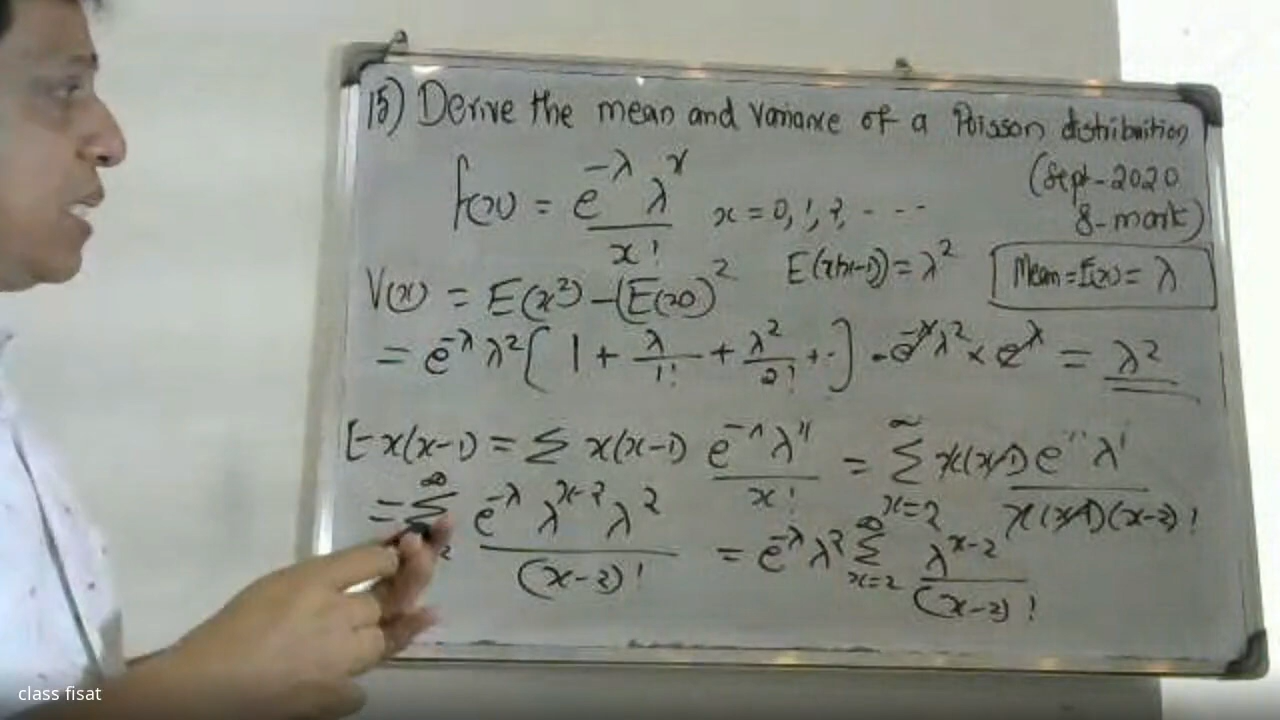 15) Derive the mean and variance of a Poisson distribuition
(Sept-2020
8-mark)
f(x) = e^{-λ} λ^x / x! x = 0, 1, 2, - - -
V(x) = E(x²) - (E(x))² E(x(x-1)) = λ² Mean = E(x) = λ
= e^{-λ} λ² [ 1 + λ/1! + λ²/2! + . ] = e^{-λ} λ² × e^{λ} = λ²
E x(x-1) = Σ x(x-1) e^{-λ} λ^x / x! = Σ_{x=2}^{∞} x(x-1) e^{-λ} λ^x / x(x-1)(x-2)!
= Σ^{∞} e^{-λ} λ^{x-2} λ² / (x-2)! = e^{-λ} λ² Σ_{x=2}^{∞} λ^{x-2} / (x-2)!
class fisat